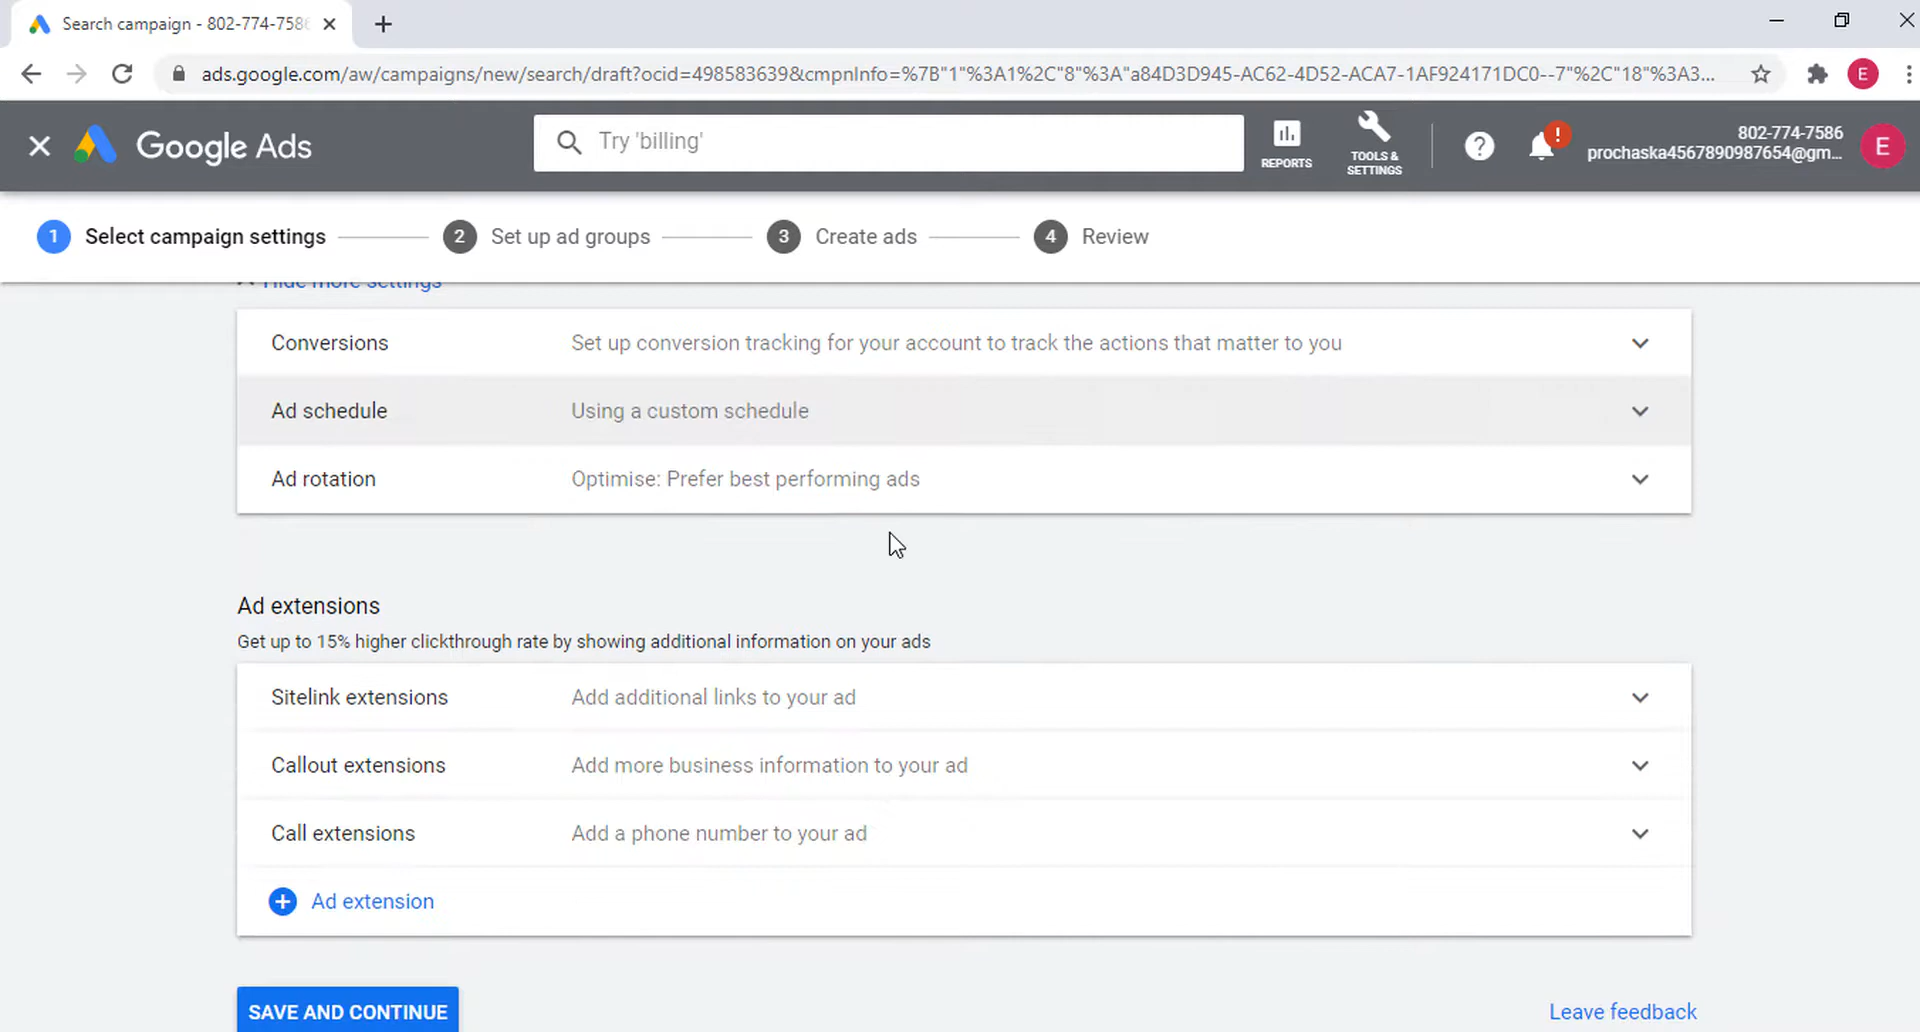 Search campaign - 802-774-758
ads.google.com/aw/campaigns/new/search/draft?ocid=498583639&cmpnInfo=%7B"1"%3A1%2C"8"%3A"a84D3D945-AC62-4D52-ACA7-1AF924171DC0--7"%2C"18"%3A3...
E
Google Ads
Try 'billing'
REPORTS
TOOLS &
SETTINGS
?
!
802-774-7586
prochaska4567890987654@gm...
E
1 Select campaign settings
2 Set up ad groups
3 Create ads
4 Review
Hide more settings
Conversions Set up conversion tracking for your account to track the actions that matter to you
Ad schedule Using a custom schedule
Ad rotation Optimise: Prefer best performing ads
Ad extensions
Get up to 15% higher clickthrough rate by showing additional information on your ads
Sitelink extensions Add additional links to your ad
Callout extensions Add more business information to your ad
Call extensions Add a phone number to your ad
Ad extension
SAVE AND CONTINUE
Leave feedback